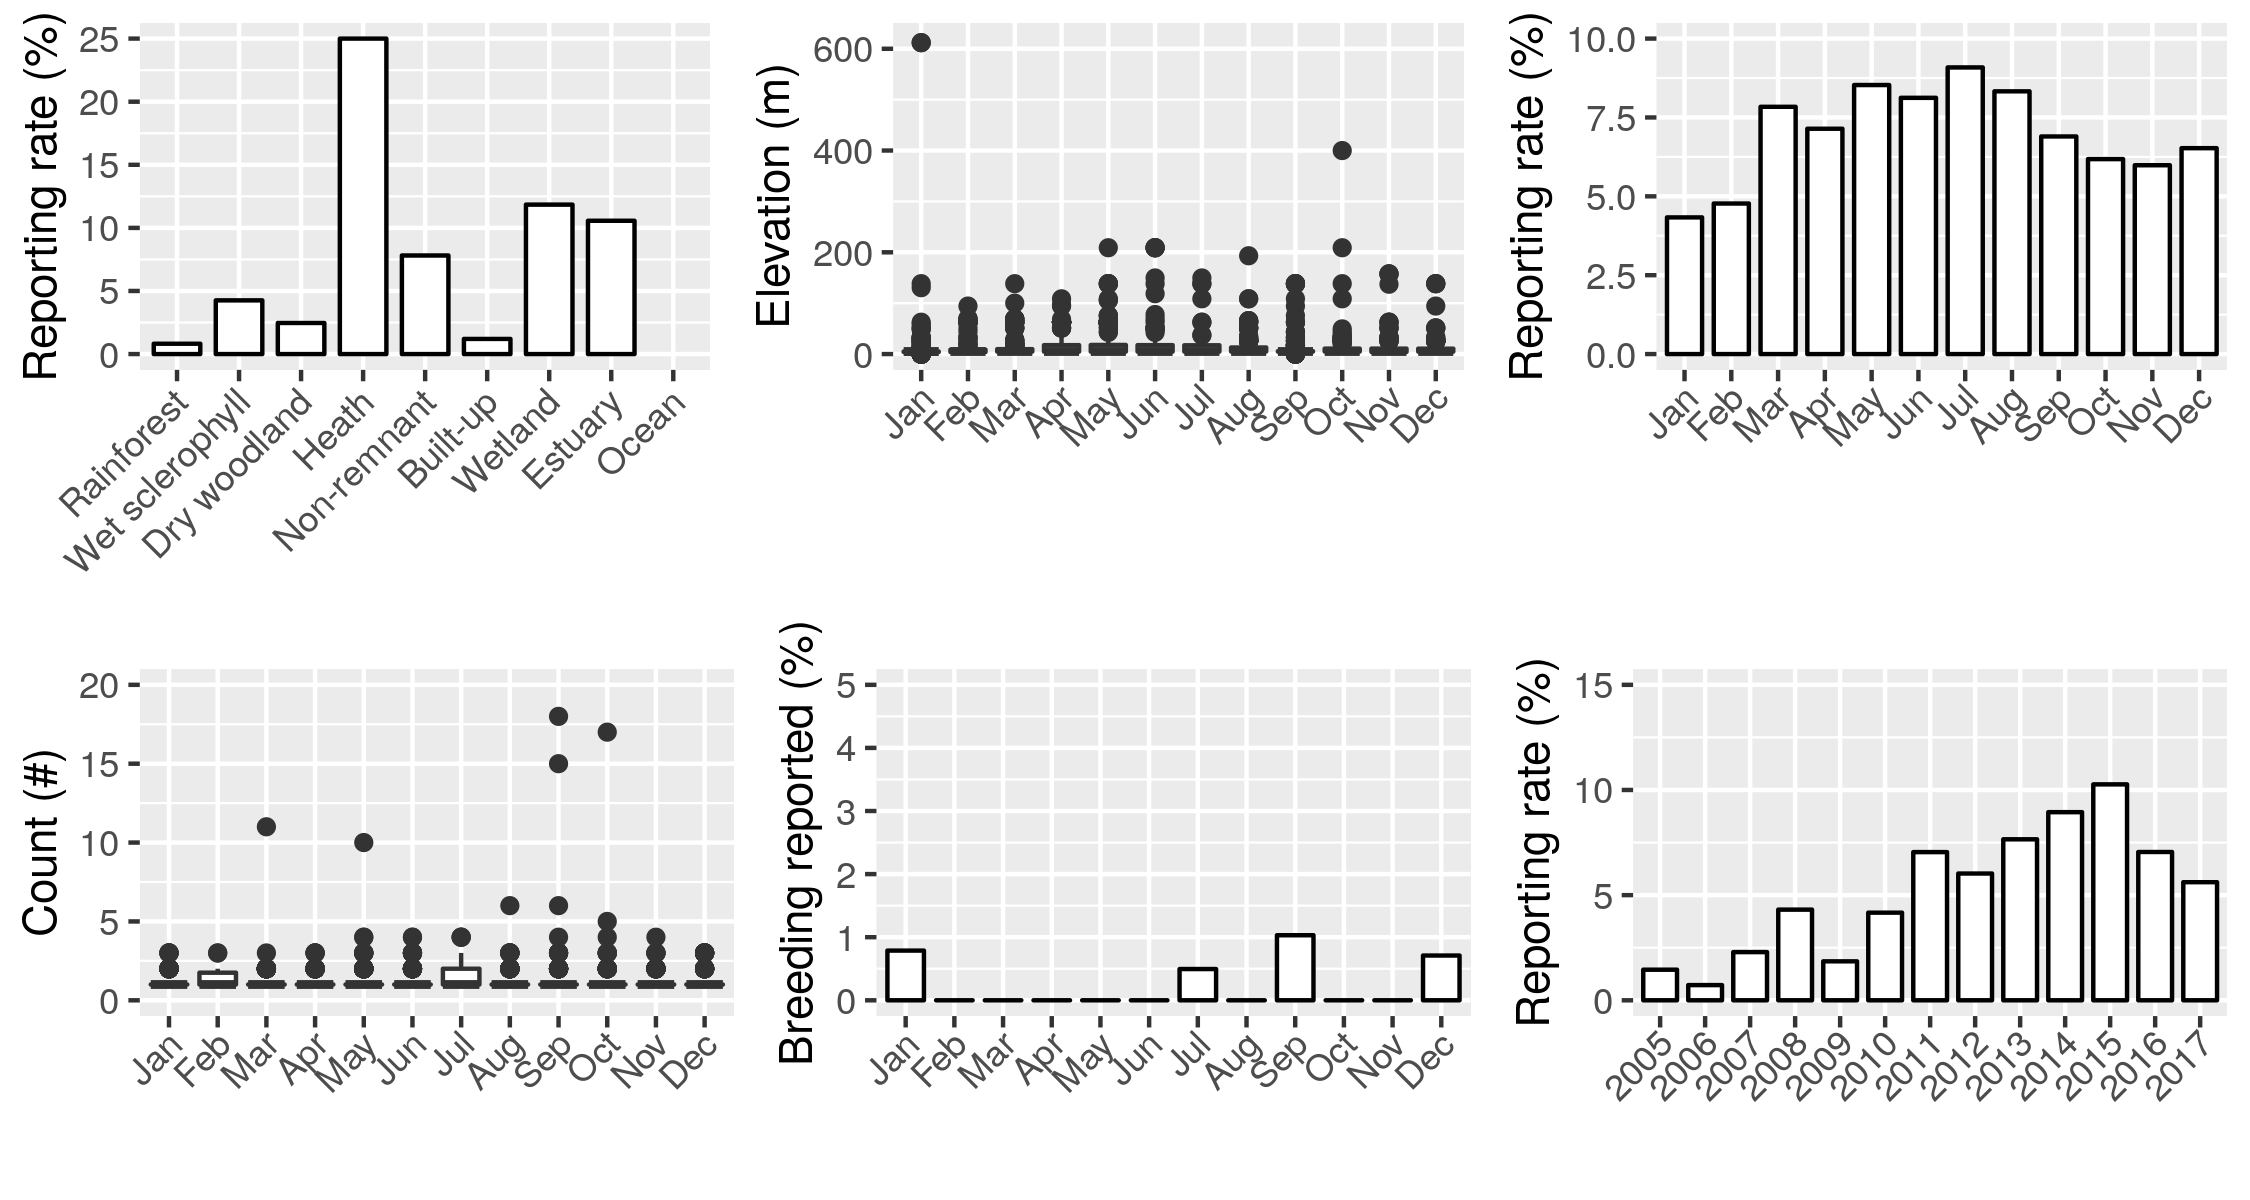 Reporting rate (%)
25
20
15
10
5
0
Rainforest
Wet sclerophyll
Dry woodland
Heath
Non-remnant
Built-up
Wetland
Estuary
Ocean
Elevation (m)
600
400
200
0
Jan
Feb
Mar
Apr
May
Jun
Jul
Aug
Sep
Oct
Nov
Dec
Reporting rate (%)
10.0
7.5
5.0
2.5
0.0
Jan
Feb
Mar
Apr
May
Jun
Jul
Aug
Sep
Oct
Nov
Dec
Count (#)
20
15
10
5
0
Jan
Feb
Mar
Apr
May
Jun
Jul
Aug
Sep
Oct
Nov
Dec
Breeding reported (%)
5
4
3
2
1
0
Jan
Feb
Mar
Apr
May
Jun
Jul
Aug
Sep
Oct
Nov
Dec
Reporting rate (%)
15
10
5
0
2005
2006
2007
2008
2009
2010
2011
2012
2013
2014
2015
2016
2017